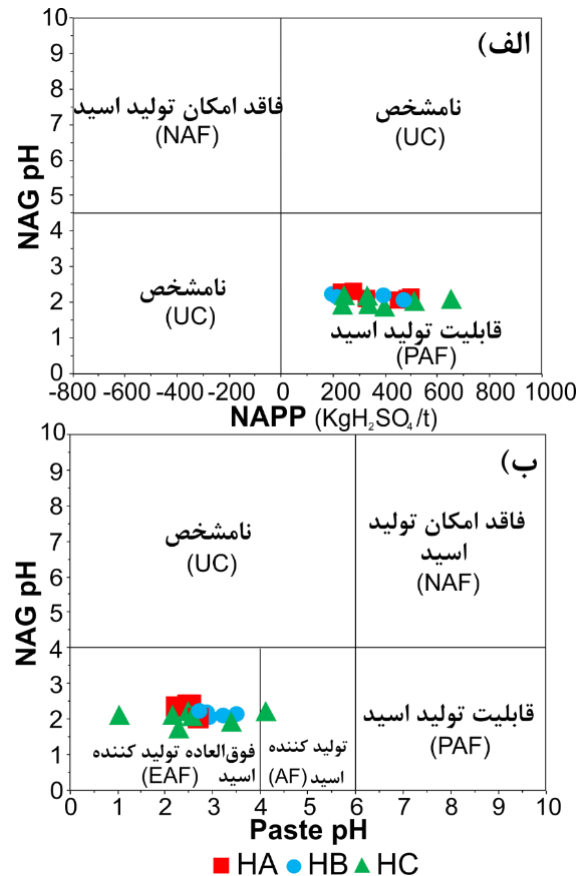 الف)
10
9
8
7
6
5
4
3
2
1
0
NAG pH
فاقد امکان تولید اسید
(NAF)
نامشخص
(UC)
نامشخص
(UC)
قابلیت تولید اسید
(PAF)
-800 -600 -400 -200 0 200 400 600 800 1000
NAPP (KgH₂SO₄/t)
ب)
10
9
8
7
6
5
4
3
2
1
0
NAG pH
نامشخص
(UC)
فاقد امکان تولید
اسید
(NAF)
فوق‌العاده تولید کننده
اسید (EAF)
تولید کننده
اسید (AF)
قابلیت تولید اسید
(PAF)
0 1 2 3 4 5 6 7 8 9 10
Paste pH
HA HB HC